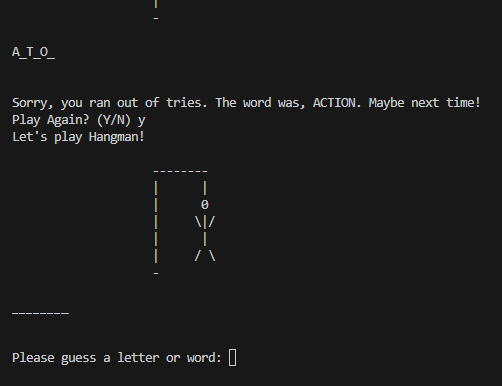 |
                    -

A_T_O_


Sorry, you ran out of tries. The word was, ACTION. Maybe next time!
Play Again? (Y/N) y
Let's play Hangman!

                    --------
                    |      |
                    |      0
                    |     \|/
                    |      |
                    |     / \
                    -

________


Please guess a letter or word: